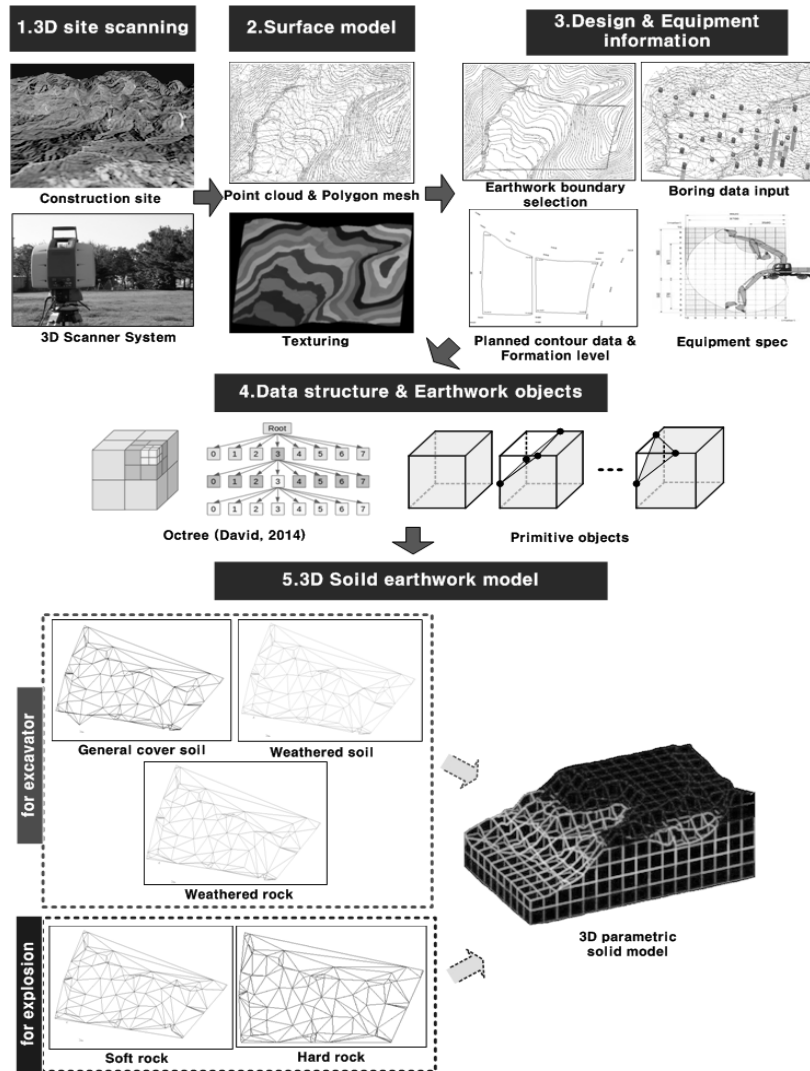 1.3D site scanning
2.Surface model
3.Design & Equipment
information
Construction site
Point cloud & Polygon mesh
Earthwork boundary
selection
Boring data input
3D Scanner System
Texturing
Planned contour data &
Formation level
Equipment spec
4.Data structure & Earthwork objects
Root
0 1 2 3 4 5 6 7
0 1 2 3 4 5 6 7
0 1 2 3 4 5 6 7
Octree (David, 2014)
Primitive objects
5.3D Soild earthwork model
for excavator
General cover soil
Weathered soil
Weathered rock
3D parametric
solid model
for explosion
Soft rock
Hard rock